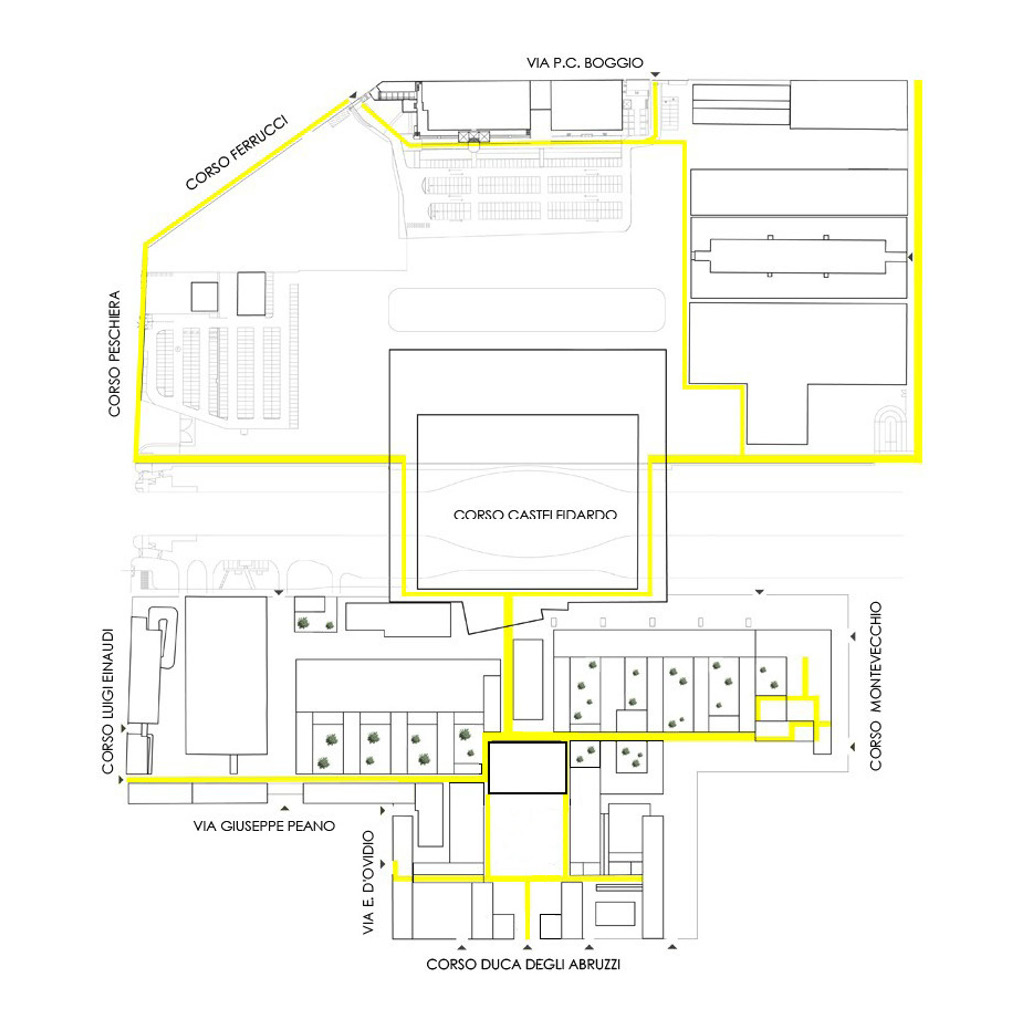 VIA P.C. BOGGIO
CORSO FERRUCCI
CORSO PESCHIERA
CORSO CASTELFIDARDO
CORSO LUIGI EINAUDI
CORSO MONTEVECCHIO
VIA GIUSEPPE PEANO
VIA E. D'OVIDIO
CORSO DUCA DEGLI ABRUZZI